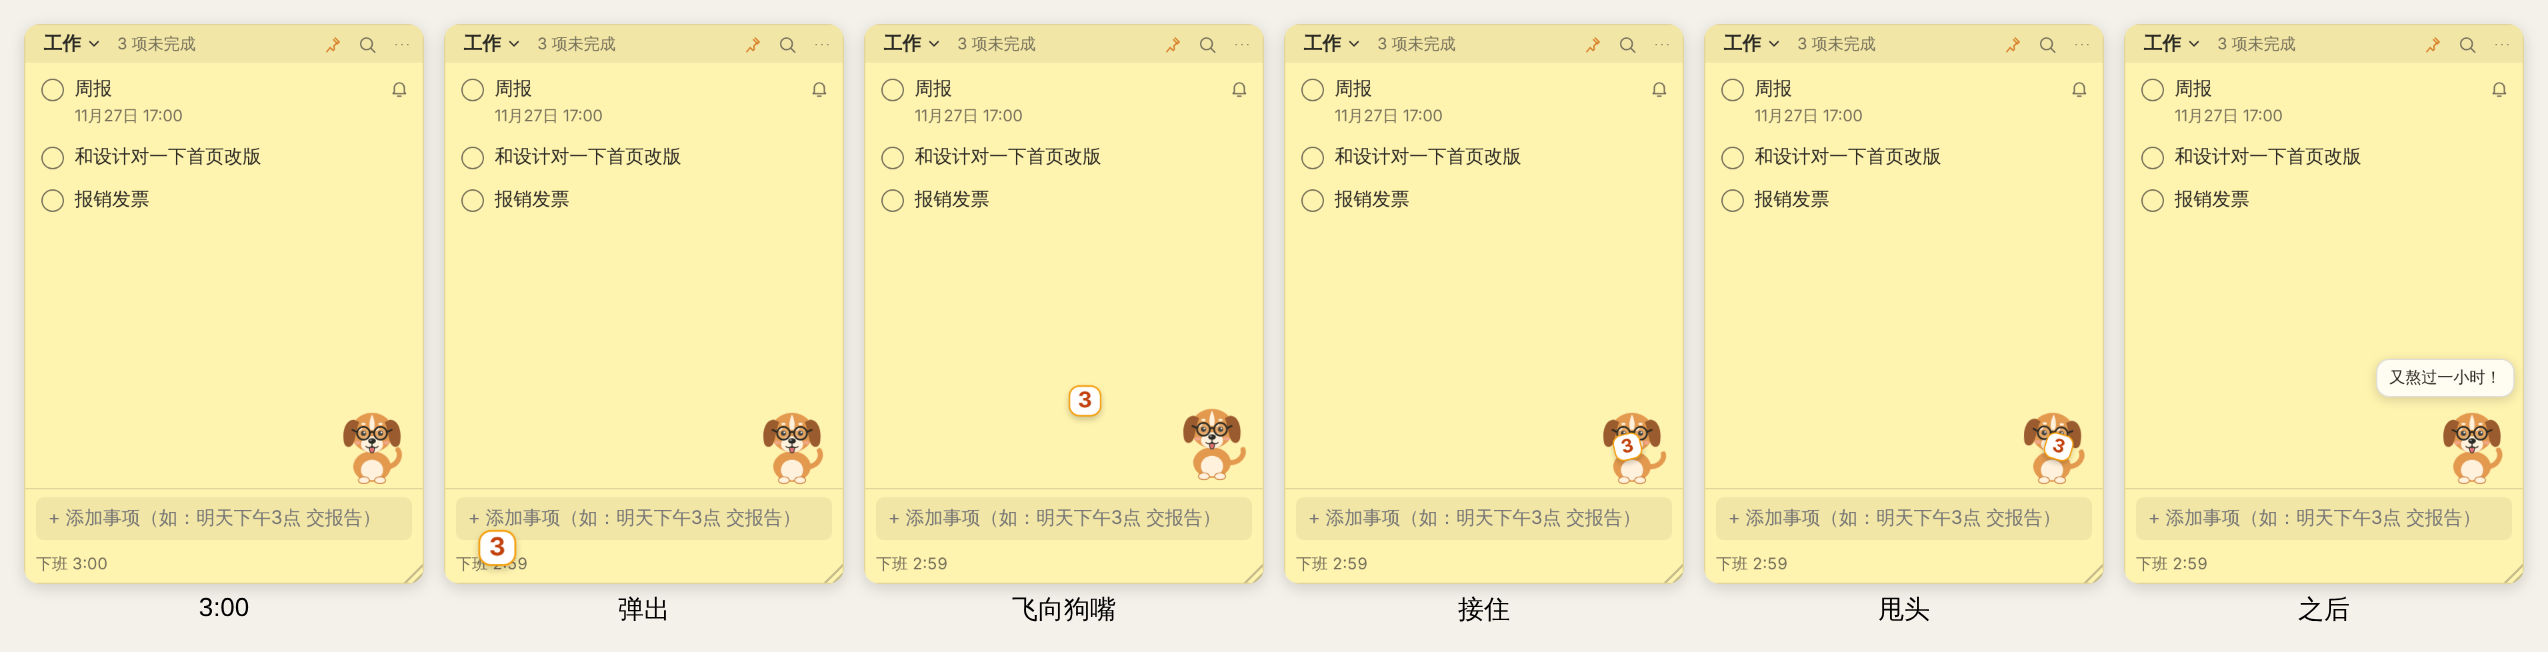 工作 3 项未完成
周报
11月27日 17:00
和设计对一下首页改版
报销发票
+ 添加事项（如：明天下午3点 交报告）
下班 3:00
3:00
工作 3 项未完成
周报
11月27日 17:00
和设计对一下首页改版
报销发票
+ 添加事项（如：明天下午3点 交报告）
3
下班 2:59
弹出
工作 3 项未完成
周报
11月27日 17:00
和设计对一下首页改版
报销发票
3
+ 添加事项（如：明天下午3点 交报告）
下班 2:59
飞向狗嘴
工作 3 项未完成
周报
11月27日 17:00
和设计对一下首页改版
报销发票
3
+ 添加事项（如：明天下午3点 交报告）
下班 2:59
接住
工作 3 项未完成
周报
11月27日 17:00
和设计对一下首页改版
报销发票
3
+ 添加事项（如：明天下午3点 交报告）
下班 2:59
甩头
工作 3 项未完成
周报
11月27日 17:00
和设计对一下首页改版
报销发票
又熬过一小时！
+ 添加事项（如：明天下午3点 交报告）
下班 2:59
之后